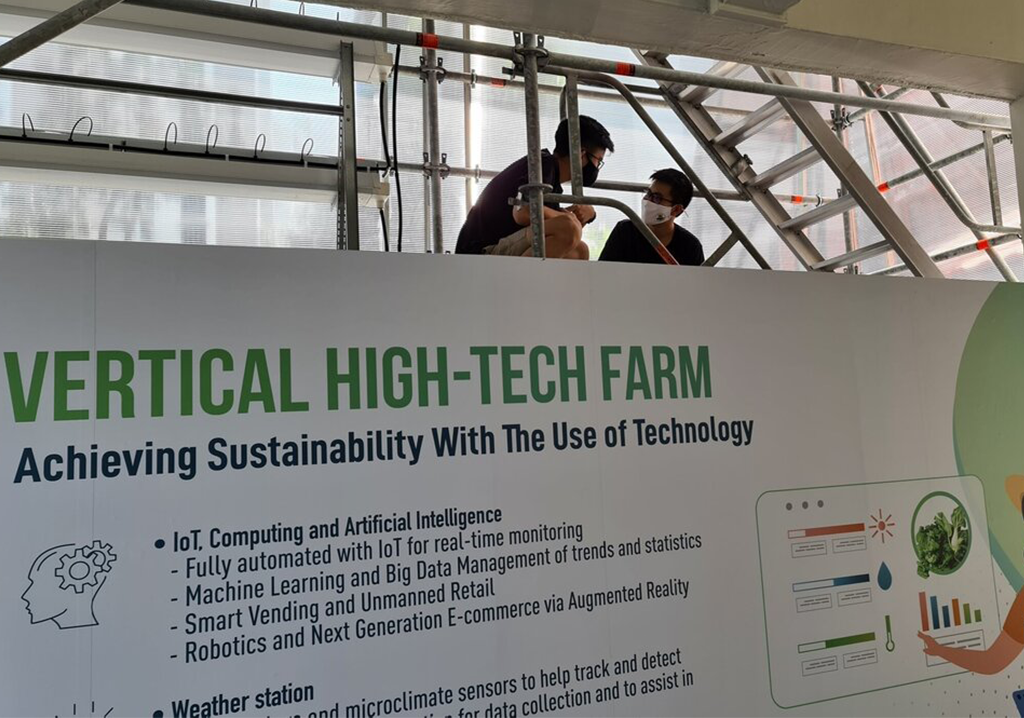 VERTICAL HIGH-TECH FARM
Achieving Sustainability With The Use of Technology
• IoT, Computing and Artificial Intelligence
- Fully automated with IoT for real-time monitoring
- Machine Learning and Big Data Management of trends and statistics
- Smart Vending and Unmanned Retail
- Robotics and Next Generation E-commerce via Augmented Reality
• Weather station
and microclimate sensors to help track and detect
for data collection and to assist in